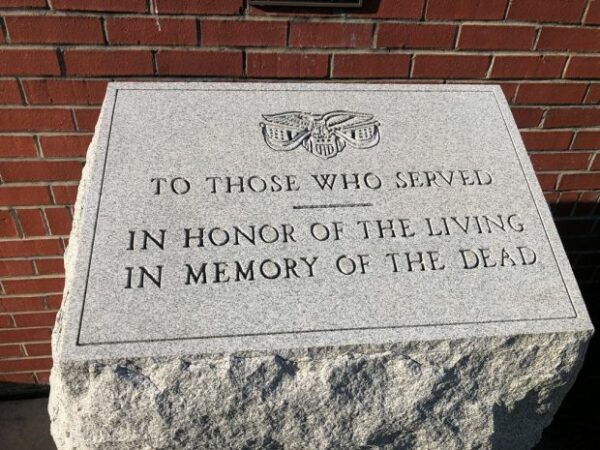 TO THOSE WHO SERVED
IN HONOR OF THE LIVING
IN MEMORY OF THE DEAD